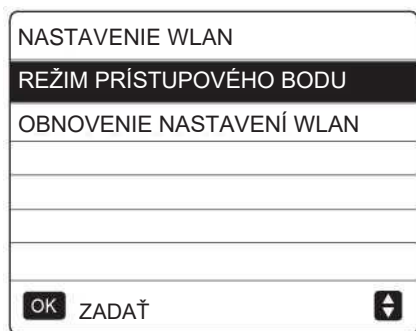 NASTAVENIE WLAN
REŽIM PRÍSTUPOVÉHO BODU
OBNOVENIE NASTAVENÍ WLAN
OK ZADAŤ